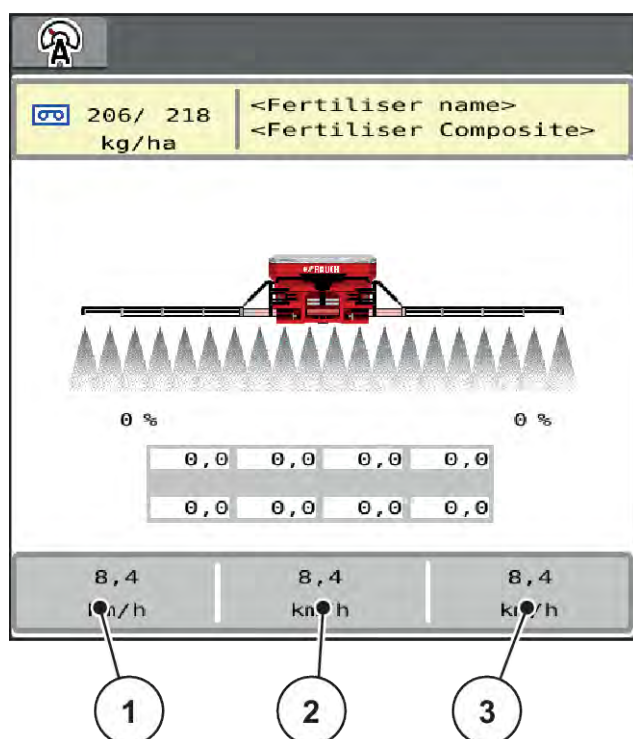 A
206/ 218
kg/ha
<Fertiliser name>
<Fertiliser Composite>
RAUCH
0 %
0 %
0,0 0,0 0,0 0,0
0,0 0,0 0,0 0,0
8,4 8,4 8,4
km/h km/h km/h
1 2 3